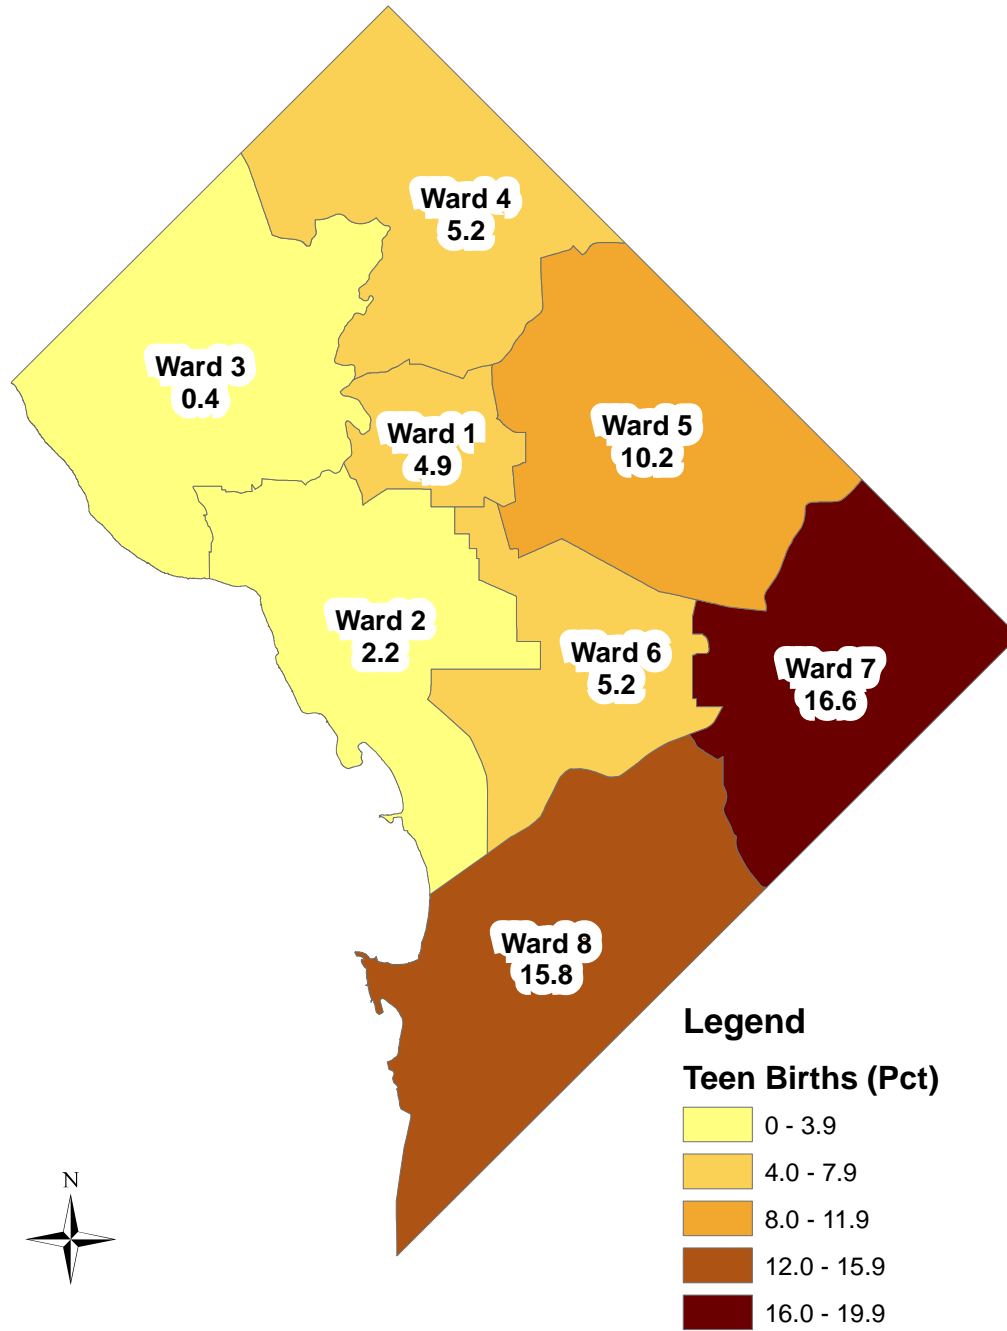 Ward 4
5.2
Ward 3
0.4
Ward 1
4.9
Ward 5
10.2
Ward 2
2.2
Ward 6
5.2
Ward 7
16.6
Ward 8
15.8
Legend
Teen Births (Pct)
0 - 3.9
4.0 - 7.9
8.0 - 11.9
12.0 - 15.9
16.0 - 19.9
N